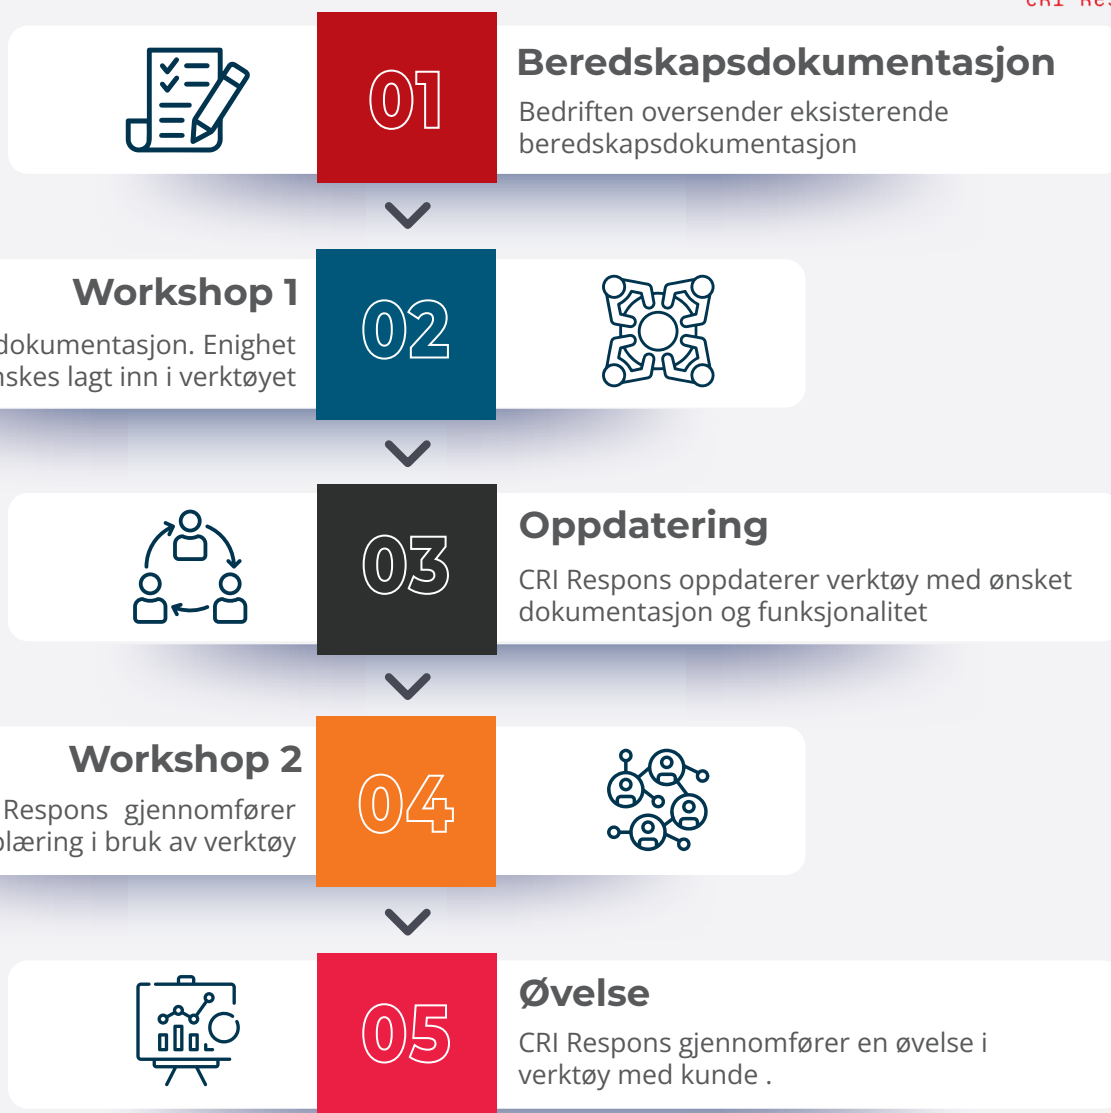 01
Beredskapsdokumentasjon
Bedriften oversender eksisterende
beredskapsdokumentasjon
Workshop 1
dokumentasjon. Enighet
lagt inn i verktøyet
02
03
Oppdatering
CRI Respons oppdaterer verktøy med ønsket
dokumentasjon og funksjonalitet
Workshop 2
Respons gjennomfører
i bruk av verktøy
04
05
Øvelse
CRI Respons gjennomfører en øvelse i
verktøy med kunde .